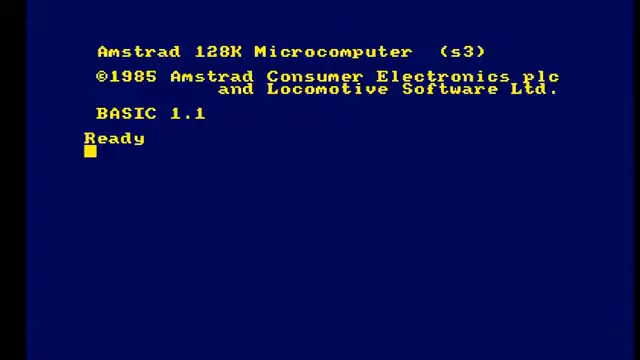 Amstrad 128K Microcomputer (s3)
©1985 Amstrad Consumer Electronics plc
and Locomotive Software Ltd.
BASIC 1.1
Ready